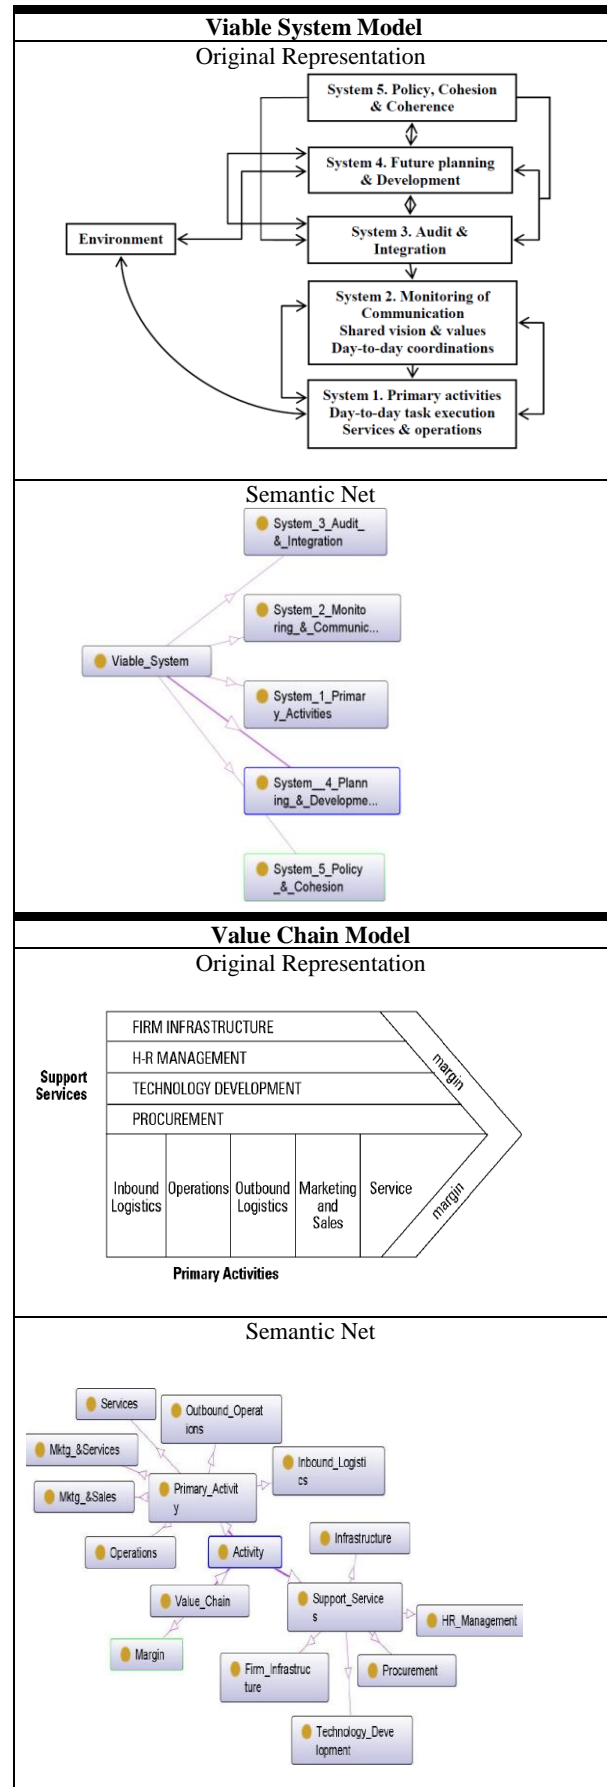 Viable System Model
Original Representation
System 5. Policy, Cohesion
& Coherence
System 4. Future planning
& Development
Environment
System 3. Audit &
Integration
System 2. Monitoring of
Communication
Shared vision & values
Day-to-day coordinations
System 1. Primary activities
Day-to-day task execution
Services & operations
Semantic Net
System_3_Audit_
&_Integration
System_2_Monito
ring_&_Communic...
Viable_System
System_1_Primar
y_Activities
System__4_Plann
ing_&_Developme...
System_5_Policy
_&_Cohesion
Value Chain Model
Original Representation
Support
Services
FIRM INFRASTRUCTURE
H-R MANAGEMENT
TECHNOLOGY DEVELOPMENT
PROCUREMENT
margin
Inbound
Logistics
Operations
Outbound
Logistics
Marketing
and
Sales
Service
margin
Primary Activities
Semantic Net
Services
Outbound_Operat
ions
Mktg_&Services
Inbound_Logisti
cs
Mktg_&Sales
Primary_Activit
y
Operations
Activity
Infrastructure
Value_Chain
Support_Service
s
HR_Management
Margin
Firm_Infrastruc
ture
Procurement
Technology_Deve
lopment